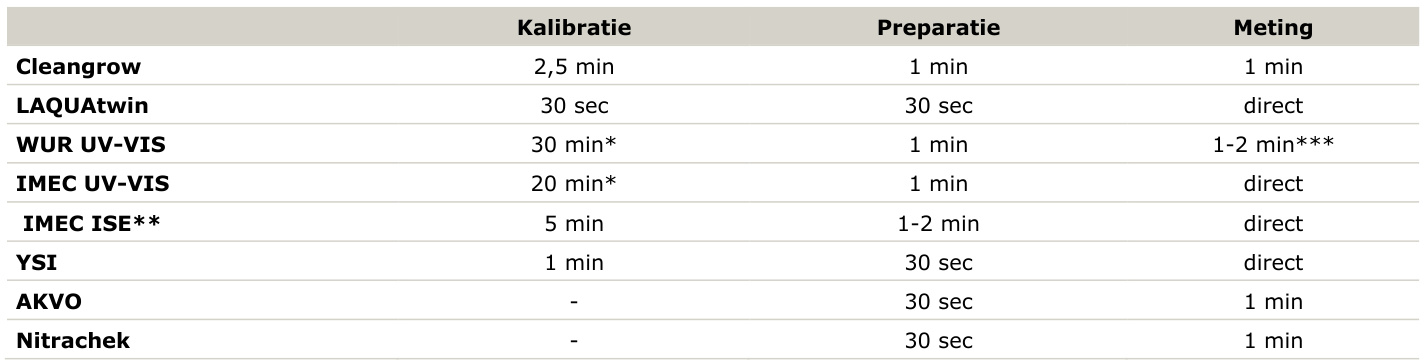 Kalibratie Preparatie Meting
Cleangrow 2,5 min 1 min 1 min
LAQUAtwin 30 sec 30 sec direct
WUR UV-VIS 30 min* 1 min 1-2 min***
IMEC UV-VIS 20 min* 1 min direct
IMEC ISE** 5 min 1-2 min direct
YSI 1 min 30 sec direct
AKVO - 30 sec 1 min
Nitrachek - 30 sec 1 min